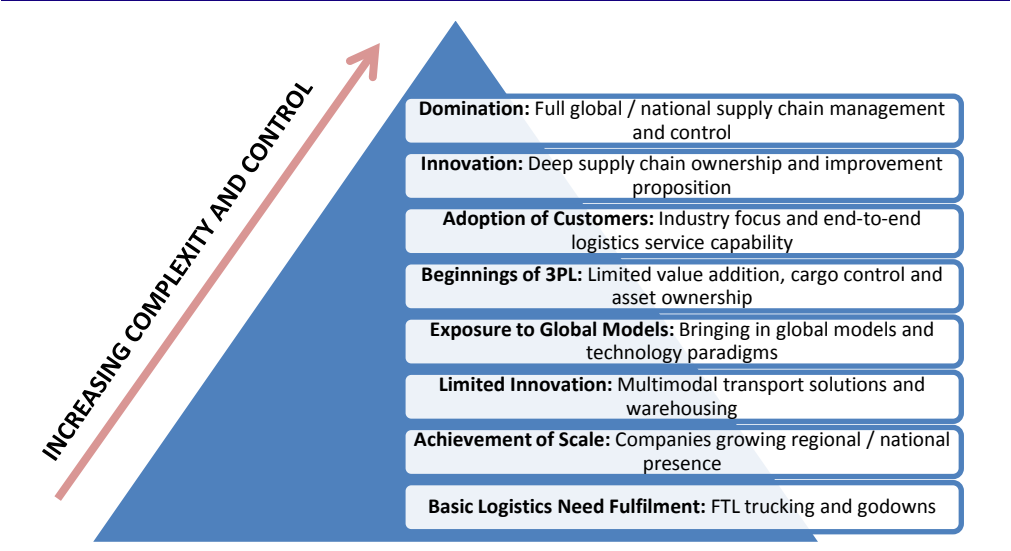 INCREASING COMPLEXITY AND CONTROL
Domination: Full global / national supply chain management
and control
Innovation: Deep supply chain ownership and improvement
proposition
Adoption of Customers: Industry focus and end-to-end
logistics service capability
Beginnings of 3PL: Limited value addition, cargo control and
asset ownership
Exposure to Global Models: Bringing in global models and
technology paradigms
Limited Innovation: Multimodal transport solutions and
warehousing
Achievement of Scale: Companies growing regional / national
presence
Basic Logistics Need Fulfilment: FTL trucking and godowns